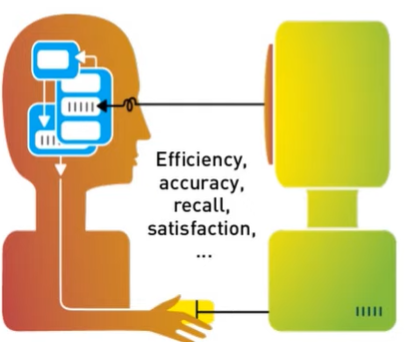 Efficiency,
accuracy,
recall,
satisfaction,
...